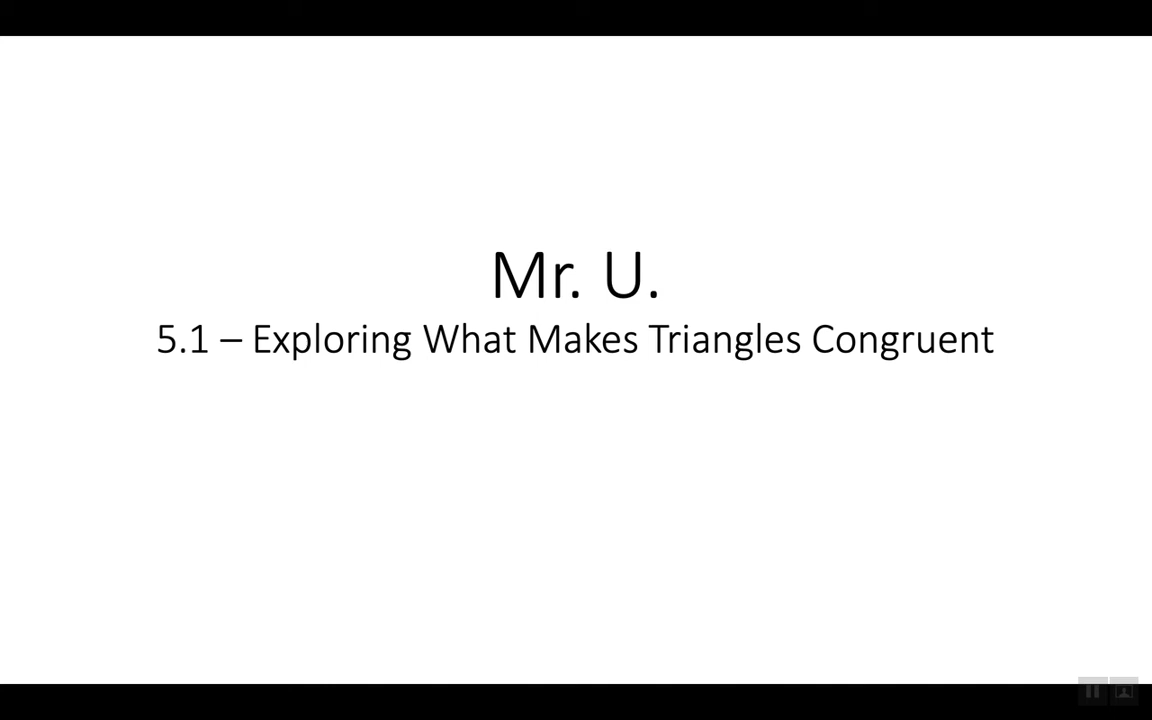 Mr. U.
5.1 – Exploring What Makes Triangles Congruent